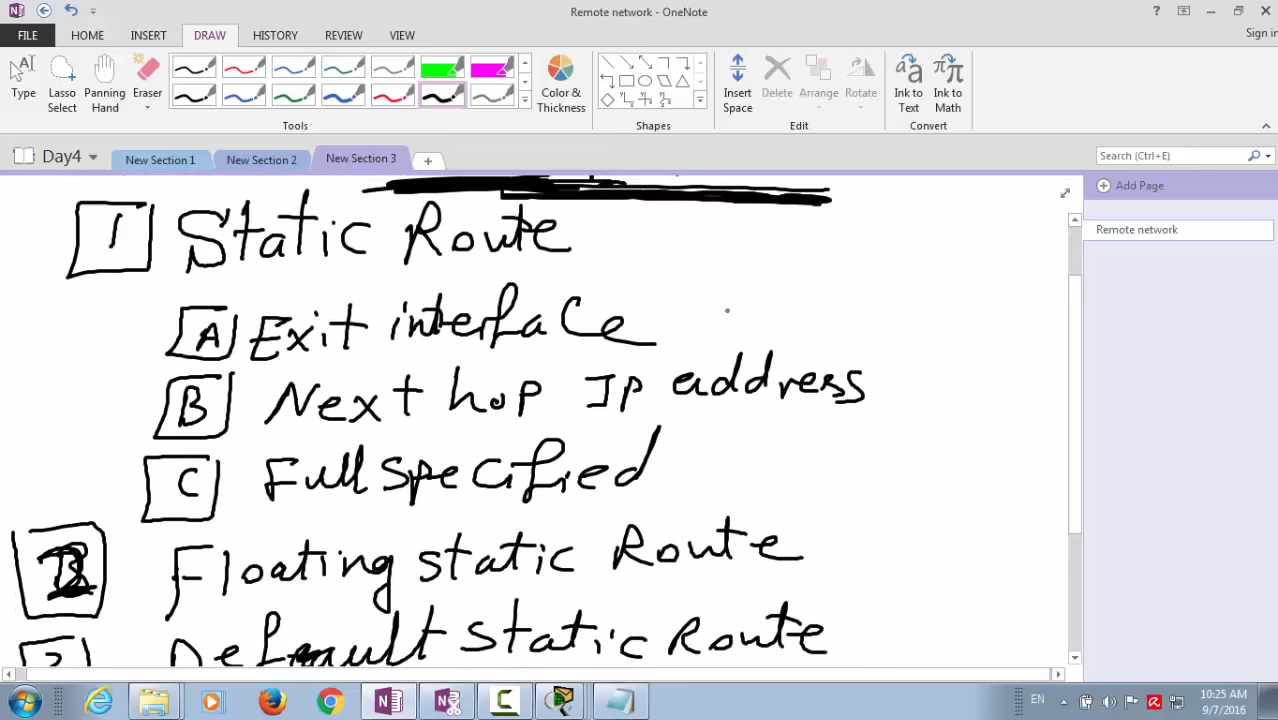 Remote network - OneNote
? Sign in
FILE HOME INSERT DRAW HISTORY REVIEW VIEW
Type Lasso Select Panning Hand Eraser Color & Thickness Insert Space Delete Arrange Rotate Ink to Text Ink to Math
Tools Shapes Edit Convert
Day4 New Section 1 New Section 2 New Section 3 + Search (Ctrl+E)
Add Page
Remote network
1 Static Route
A Exit interface
B Next hop Ip address
C Full specified
2 Floating static Route
Default static Route
EN 10:25 AM
9/7/2016